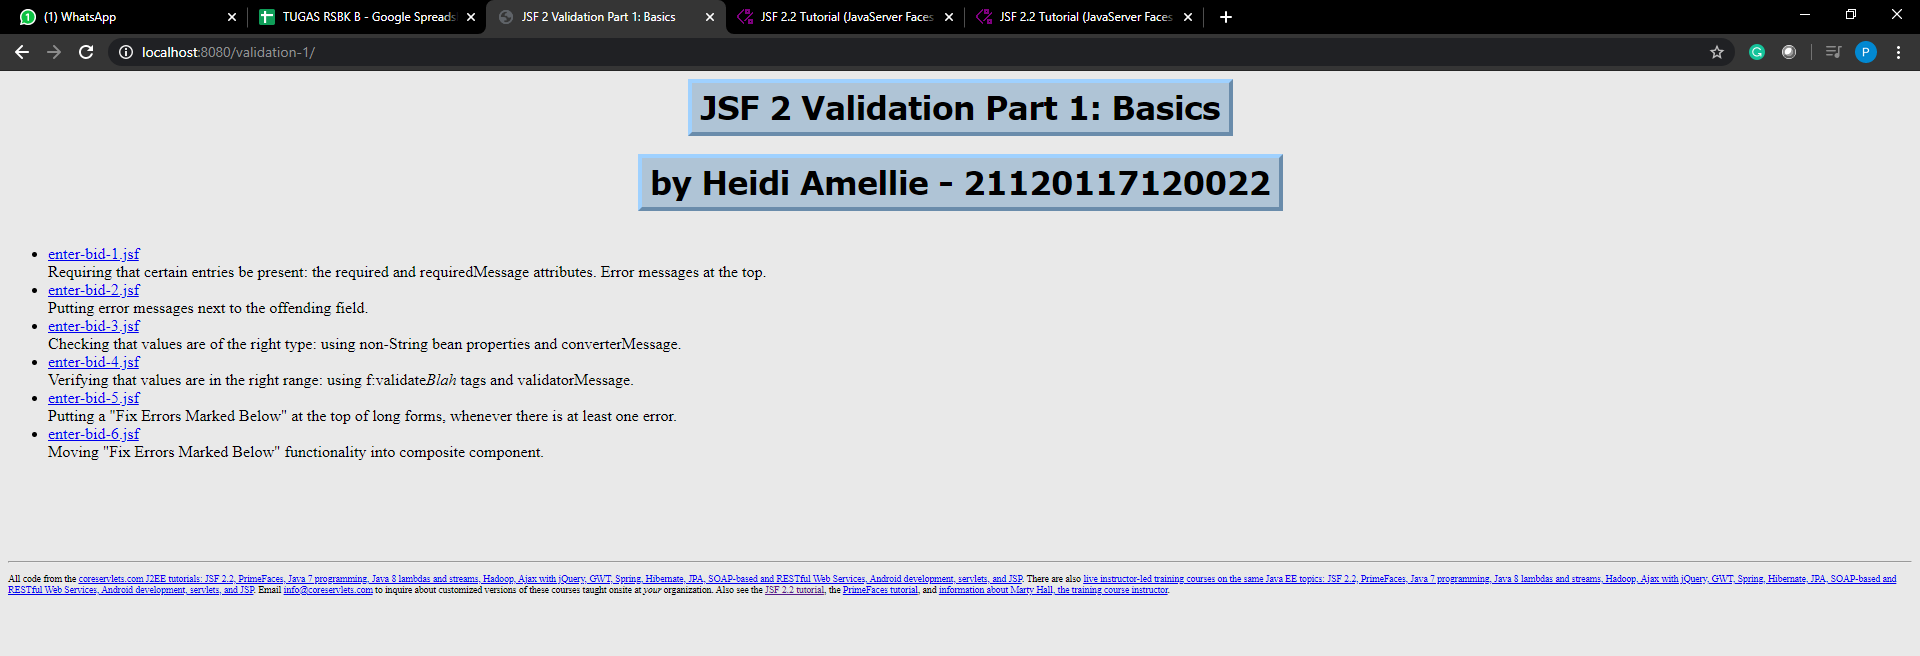 (1) WhatsApp
TUGAS RSBK B - Google Spreads
JSF 2 Validation Part 1: Basics
JSF 2.2 Tutorial (JavaServer Faces
JSF 2.2 Tutorial (JavaServer Faces
localhost:8080/validation-1/
P
JSF 2 Validation Part 1: Basics
by Heidi Amellie - 21120117120022
enter-bid-1.jsf
Requiring that certain entries be present: the required and requiredMessage attributes. Error messages at the top.
enter-bid-2.jsf
Putting error messages next to the offending field.
enter-bid-3.jsf
Checking that values are of the right type: using non-String bean properties and converterMessage.
enter-bid-4.jsf
Verifying that values are in the right range: using f:validateBlah tags and validatorMessage.
enter-bid-5.jsf
Putting a "Fix Errors Marked Below" at the top of long forms, whenever there is at least one error.
enter-bid-6.jsf
Moving "Fix Errors Marked Below" functionality into composite component.
All code from the coreservlets.com J2EE tutorials: JSF 2.2, PrimeFaces, Java 7 programming, Java 8 lambdas and streams, Hadoop, Ajax with jQuery, GWT, Spring, Hibernate, JPA, SOAP-based and RESTful Web Services, Android development, servlets, and JSP. There are also live instructor-led training courses on the same Java EE topics: JSF 2.2, PrimeFaces, Java 7 programming, Java 8 lambdas and streams, Hadoop, Ajax with jQuery, GWT, Spring, Hibernate, JPA, SOAP-based and
RESTful Web Services, Android development, servlets, and JSP. Email info@coreservlets.com to inquire about customized versions of these courses taught onsite at your organization. Also see the JSF 2.2 tutorial, the PrimeFaces tutorial, and information about Marty Hall, the training course instructor.